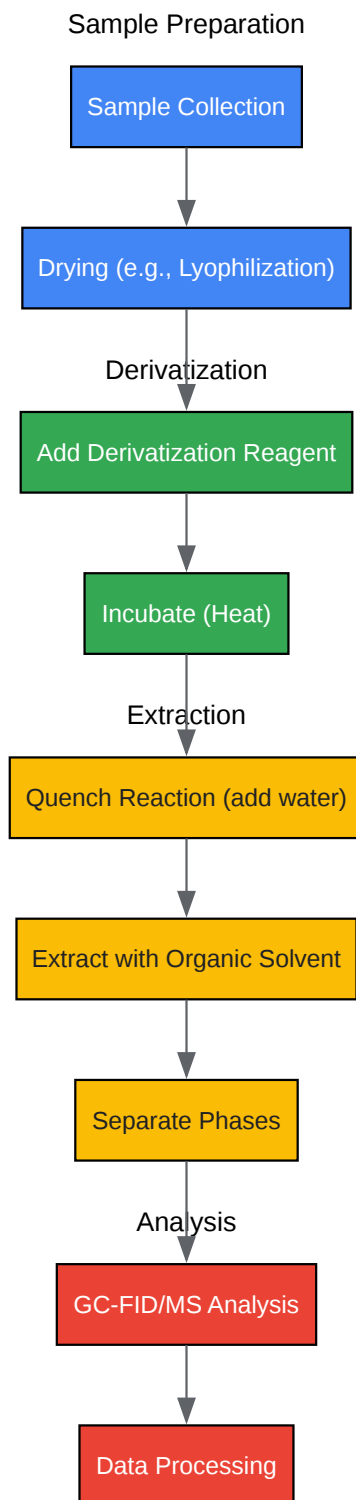 Sample Preparation
Sample Collection
Drying (e.g., Lyophilization)
Derivatization
Add Derivatization Reagent
Incubate (Heat)
Extraction
Quench Reaction (add water)
Extract with Organic Solvent
Separate Phases
Analysis
GC-FID/MS Analysis
Data Processing